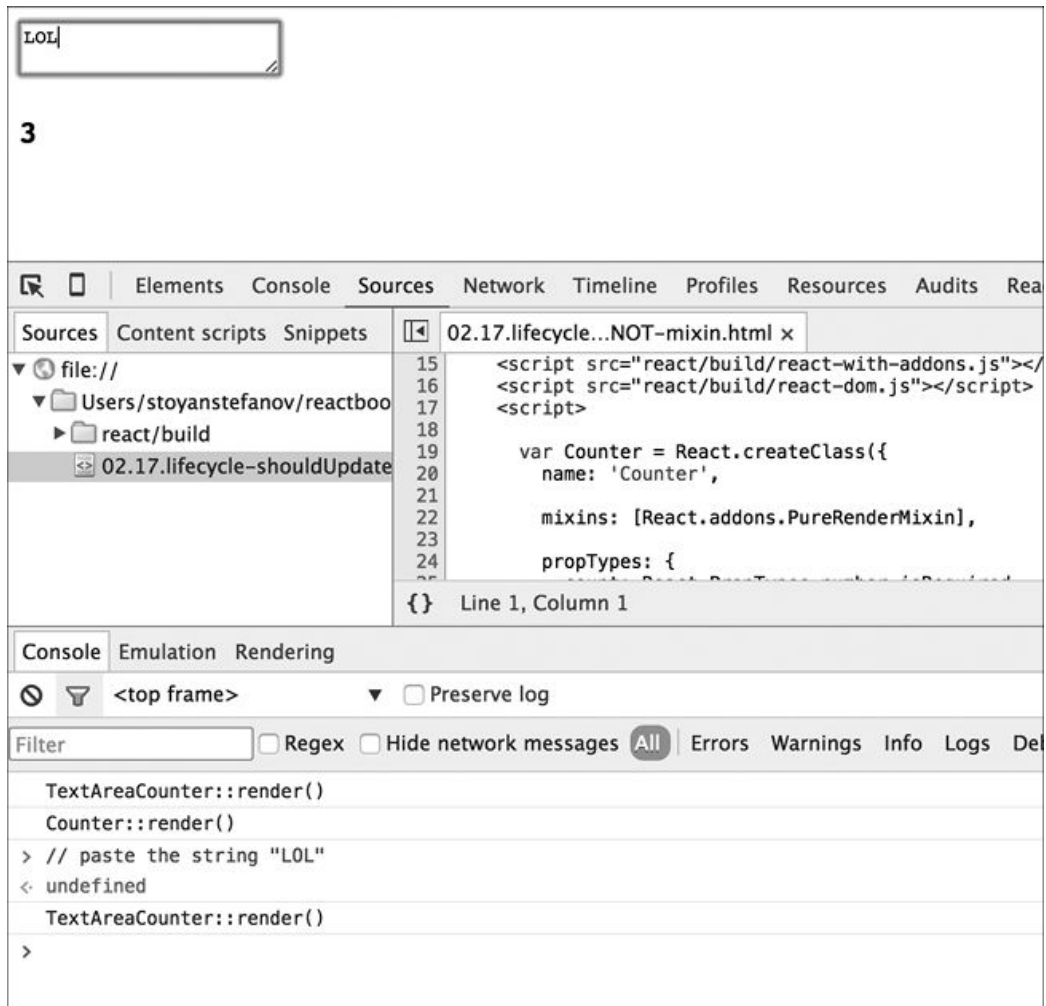 LOL
3
Elements Console Sources Network Timeline Profiles Resources Audits Rea
Sources Content scripts Snippets
02.17.lifecycle...NOT-mixin.html ×
file://
Users/stoyanstefanov/reactboo
react/build
02.17.lifecycle-shouldUpdate
15 <script src="react/build/react-with-addons.js"></
16 <script src="react/build/react-dom.js"></script>
17 <script>
18
19 var Counter = React.createClass({
20 name: 'Counter',
21
22 mixins: [React.addons.PureRenderMixin],
23
24 propTypes: {
{} Line 1, Column 1
Console Emulation Rendering
<top frame> ▼ Preserve log
Filter Regex Hide network messages All Errors Warnings Info Logs Del
TextAreaCounter::render()
Counter::render()
> // paste the string "LOL"
<· undefined
TextAreaCounter::render()
>